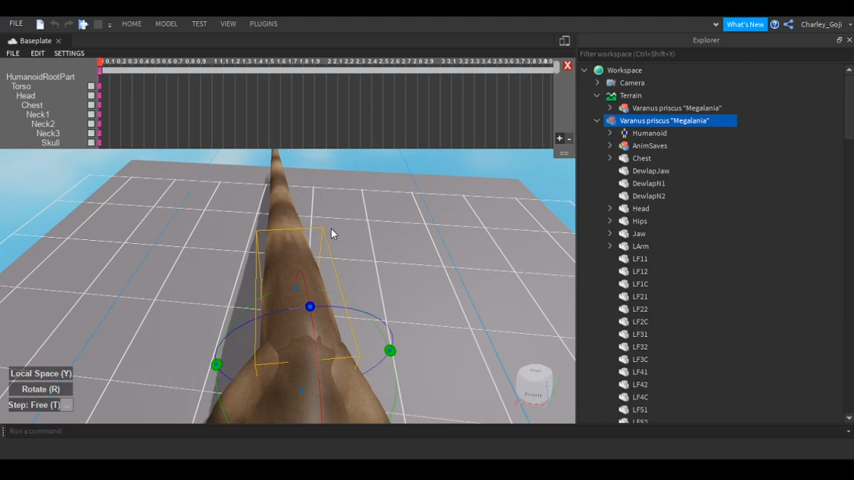 FILE HOME MODEL TEST VIEW PLUGINS What's New Charley_Goji
Baseplate
Explorer
FILE EDIT SETTINGS
Filter workspace (Ctrl+Shift+X)
HumanoidRootPart
Torso
Head
Chest
Neck1
Neck2
Neck3
Skull
Workspace
Camera
Terrain
Varanus priscus "Megalania"
Varanus priscus "Megalania"
Humanoid
AnimSaves
Chest
DewlapJaw
DewlapN1
DewlapN2
Head
Hips
Jaw
LArm
LF11
LF12
LF1C
LF21
LF22
LF2C
LF31
LF32
LF3C
LF41
LF42
LF4C
LF51
LF52
Local Space (Y)
Rotate (R)
Step: Free (T) ...
Front
Run a command